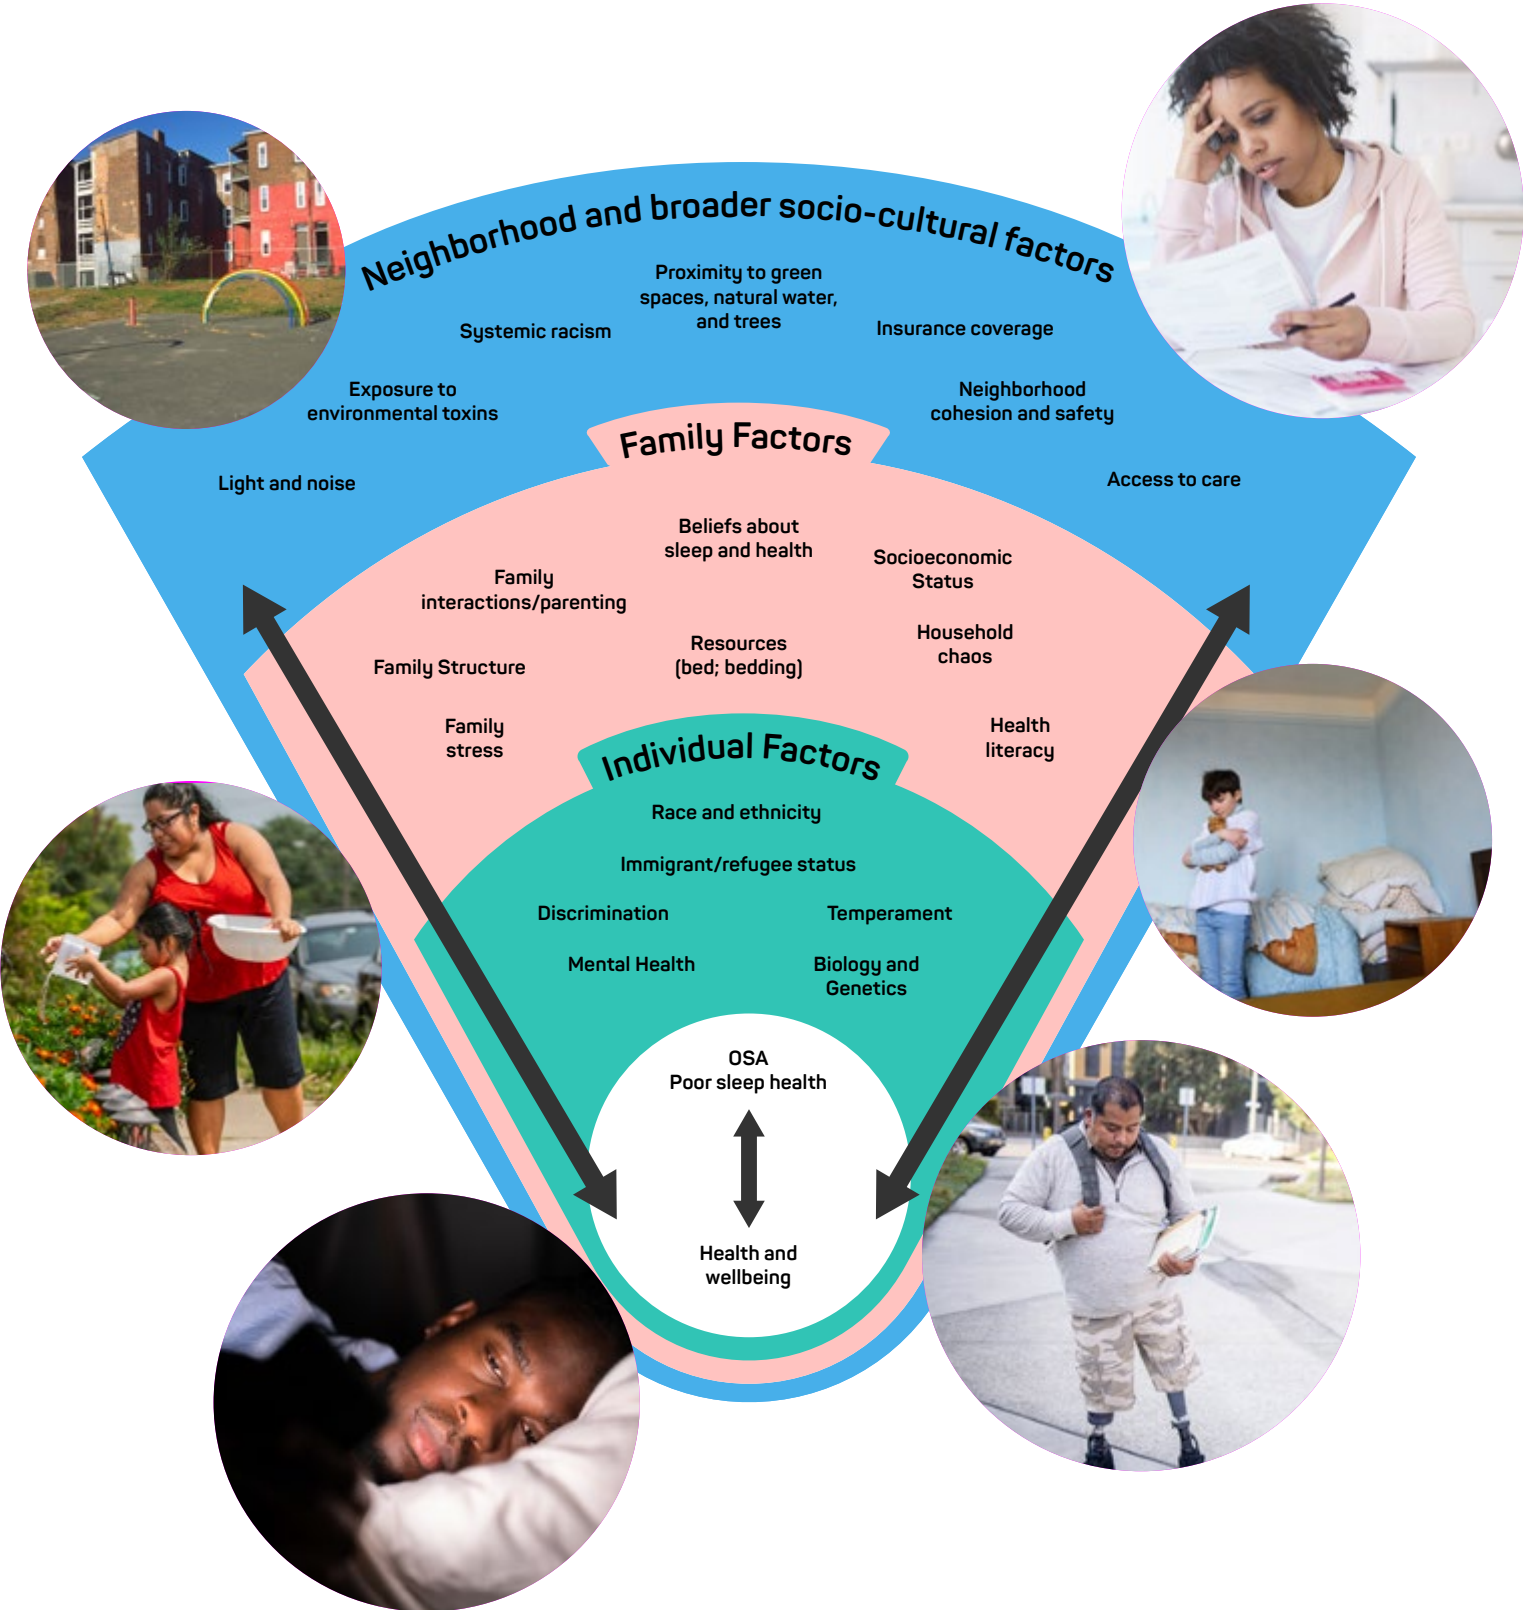 Neighborhood and broader socio-cultural factors
Proximity to green
spaces, natural water,
and trees
Systemic racism
Insurance coverage
Exposure to
environmental toxins
Neighborhood
cohesion and safety
Light and noise
Access to care
Family Factors
Beliefs about
sleep and health
Socioeconomic
Status
Family
interactions/parenting
Household
chaos
Resources
(bed; bedding)
Family Structure
Family
stress
Health
literacy
Individual Factors
Race and ethnicity
Immigrant/refugee status
Discrimination
Temperament
Mental Health
Biology and
Genetics
OSA
Poor sleep health
Health and
wellbeing